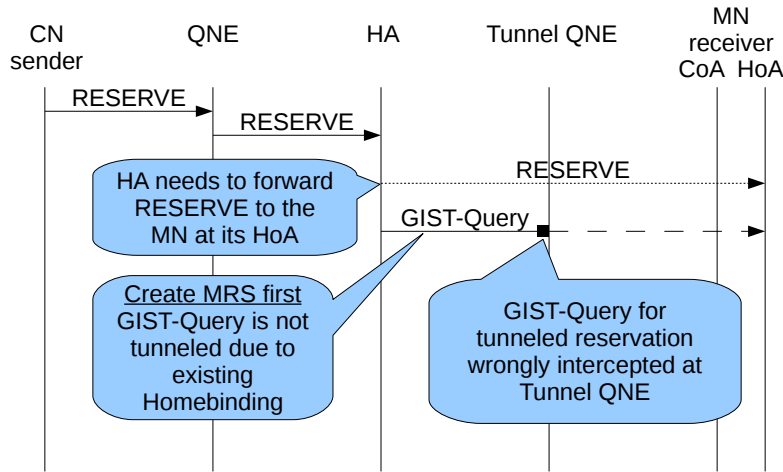 CN
sender
QNE
HA
Tunnel QNE
MN
receiver
CoA HoA
RESERVE
RESERVE
RESERVE
HA needs to forward
RESERVE to the
MN at its HoA
GIST-Query
Create MRS first
GIST-Query is not
tunneled due to
existing
Homebinding
GIST-Query for
tunneled reservation
wrongly intercepted at
Tunnel QNE